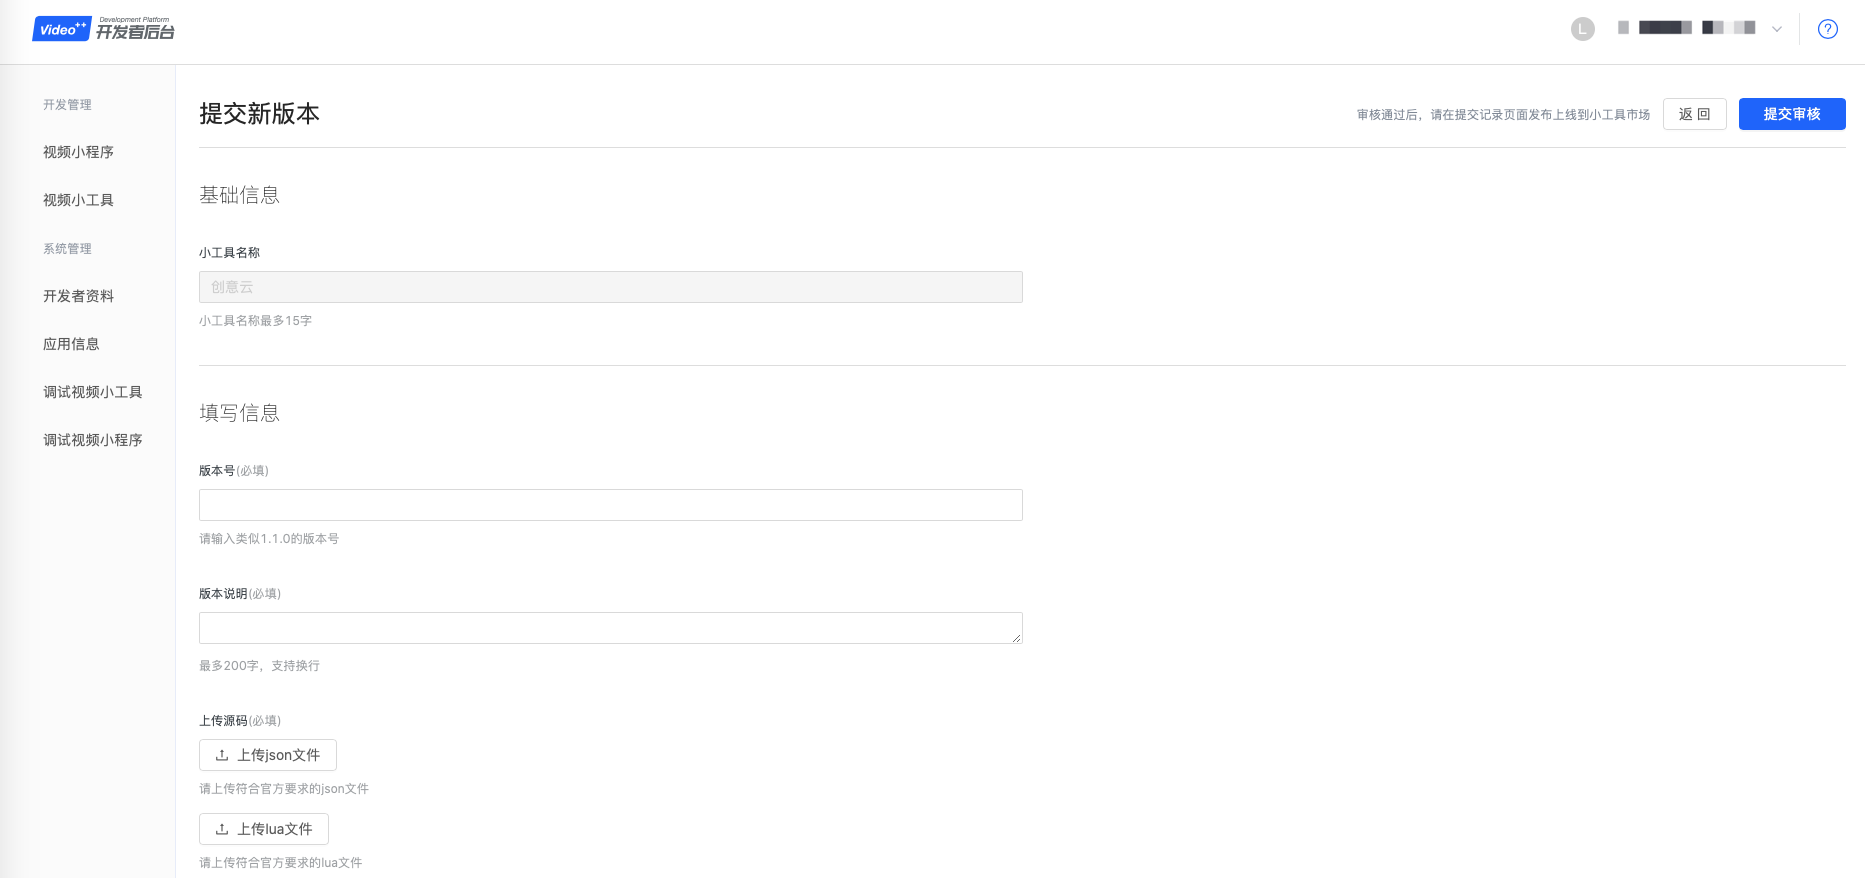 Video++
Development Platform
开发者后台
L
?
开发管理
视频小程序
视频小工具
系统管理
开发者资料
应用信息
调试视频小工具
调试视频小程序
提交新版本
审核通过后，请在提交记录页面发布上线到小工具市场
返 回
提交审核
基础信息
小工具名称
创意云
小工具名称最多15字
填写信息
版本号(必填)
请输入类似1.1.0的版本号
版本说明(必填)
最多200字，支持换行
上传源码(必填)
上传json文件
请上传符合官方要求的json文件
上传lua文件
请上传符合官方要求的lua文件